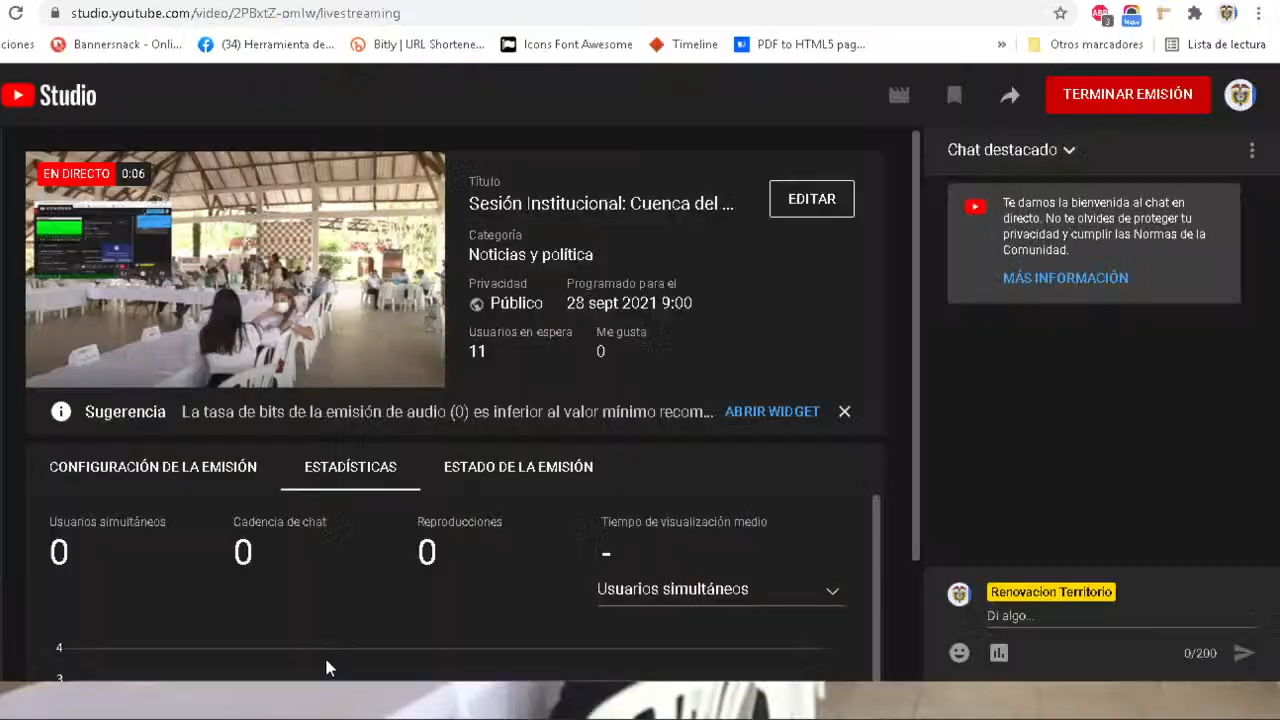 studio.youtube.com/video/2PBxtZ-omIw/livestreaming
ciones
Bannersnack - Onli...
(34) Herramienta de...
Bitly | URL Shortene...
Icons Font Awesome
Timeline
PDF to HTML5 pag...
»
Otros marcadores
Lista de lectura
Studio
TERMINAR EMISIÓN
EN DIRECTO 0:06
Título
Sesión Institucional: Cuenca del ...
EDITAR
Categoría
Noticias y política
Privacidad
Programado para el
Público
28 sept 2021 9:00
Usuarios en espera
Me gusta
11
0
Sugerencia
La tasa de bits de la emisión de audio (0) es inferior al valor mínimo recom...
ABRIR WIDGET
CONFIGURACIÓN DE LA EMISIÓN
ESTADÍSTICAS
ESTADO DE LA EMISIÓN
Usuarios simultáneos
Cadencia de chat
Reproducciones
Tiempo de visualización medio
0
0
0
-
Usuarios simultáneos
4
3
Chat destacado
Te damos la bienvenida al chat en
directo. No te olvides de proteger tu
privacidad y cumplir las Normas de la
Comunidad.
MÁS INFORMACIÓN
Renovacion Territorio
Di algo...
0/200